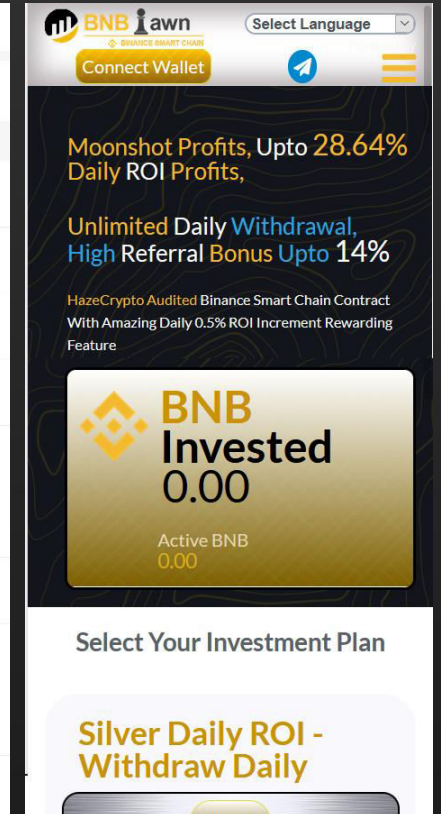 BNB Lawn
BINANCE SMART CHAIN
Select Language
Connect Wallet
Moonshot Profits, Upto 28.64%
Daily ROI Profits,
Unlimited Daily Withdrawal,
High Referral Bonus Upto 14%
HazeCrypto Audited Binance Smart Chain Contract
With Amazing Daily 0.5% ROI Increment Rewarding
Feature
BNB
Invested
0.00
Active BNB
0.00
Select Your Investment Plan
Silver Daily ROI -
Withdraw Daily